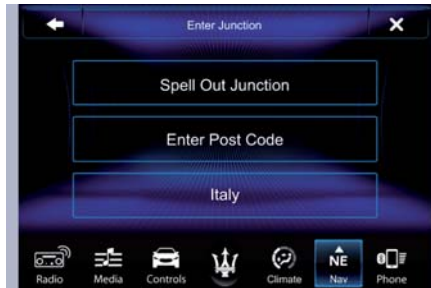 Enter Junction
Spell Out Junction
Enter Post Code
Italy
NE
Radio Media Controls Climate Nav Phone